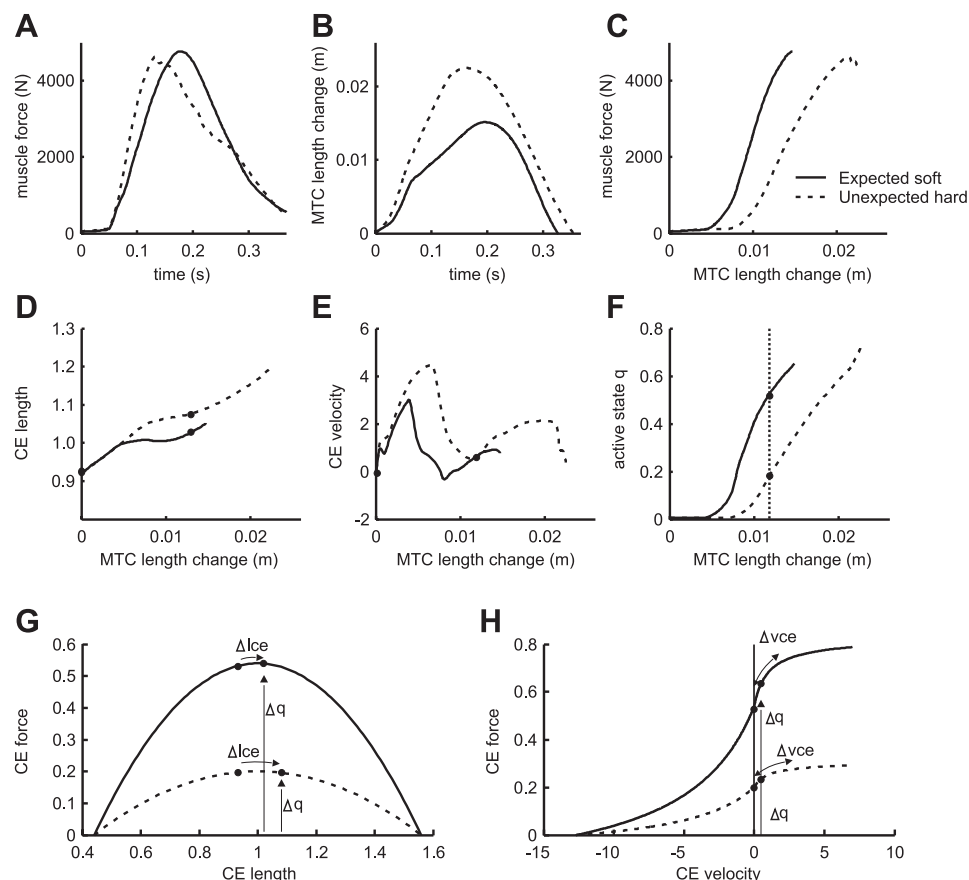 A
muscle force (N)
4000
2000
0
0
0.1
0.2
0.3
time (s)
B
MTC length change (m)
0.02
0.01
0
0
0.1
0.2
0.3
time (s)
C
muscle force (N)
4000
2000
0
0
0.01
0.02
MTC length change (m)
Expected soft
Unexpected hard
D
CE length
1.3
1.2
1.1
1.0
0.9
0
0.01
0.02
MTC length change (m)
E
CE velocity
6
4
2
0
-2
0
0.01
0.02
MTC length change (m)
F
active state q
0.8
0.6
0.4
0.2
0
0
0.01
0.02
MTC length change (m)
G
CE force
0.6
0.5
0.4
0.3
0.2
0.1
0
0.4
0.6
0.8
1
1.2
1.4
1.6
CE length
Δlce
Δq
Δlce
Δq
H
CE force
0.8
0.6
0.4
0.2
0
-15
-10
-5
0
5
10
CE velocity
Δvce
Δq
Δvce
Δq